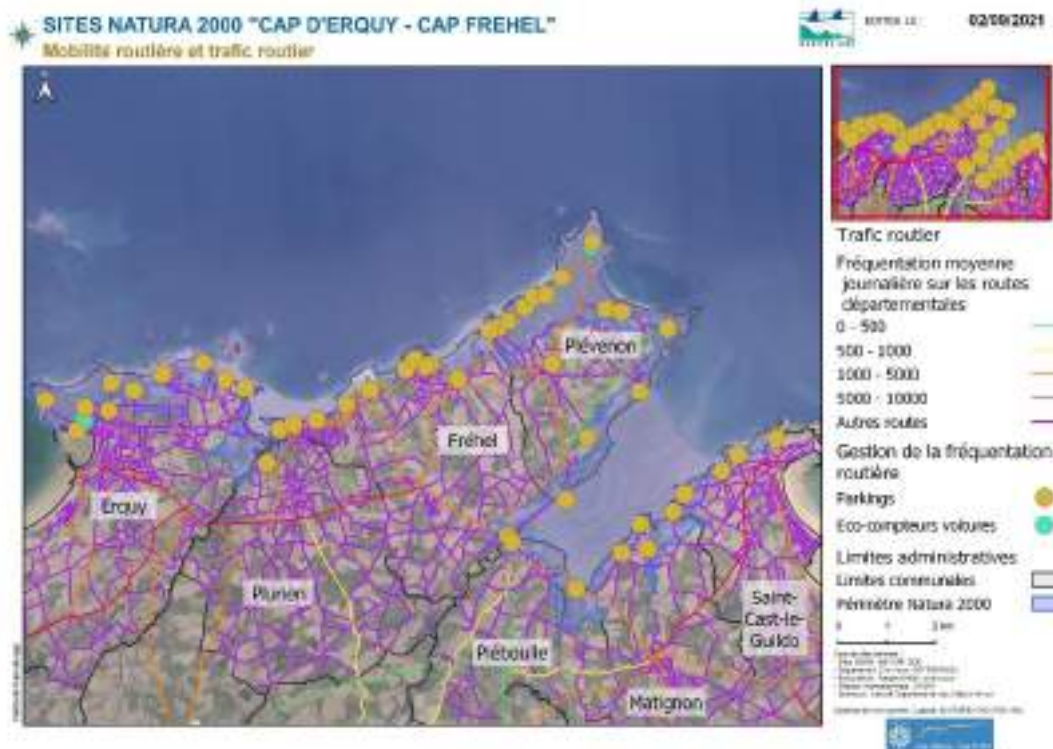 SITES NATURA 2000 "CAP D'ERQUY - CAP FREHEL"
Mobilité routière et trafic routier
02/09/2021
Trafic routier
Fréquentation moyenne
journalière sur les routes
départementales
0 - 500
500 - 1000
1000 - 5000
5000 - 10000
Autres routes
Gestion de la fréquentation
routière
Parkings
Eco-compteurs voitures
Limites administratives
Limites communales
Périmètre Natura 2000
Plévenon
Fréhel
Erquy
Plurien
Pléboulle
Saint-
Cast-le-
Guildo
Matignon